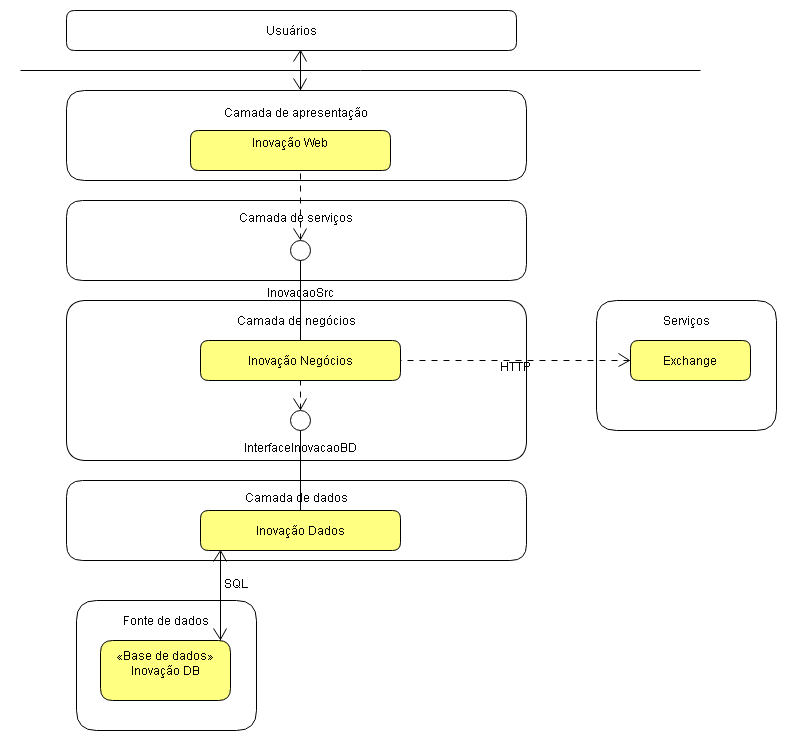 Usuários
Camada de apresentação
Inovação Web
Camada de serviços
InovacaoSrc
Camada de negócios
Serviços
Inovação Negócios
HTTP
Exchange
InterfaceInovacaoBD
Camada de dados
Inovação Dados
SQL
Fonte de dados
«Base de dados»
Inovação DB